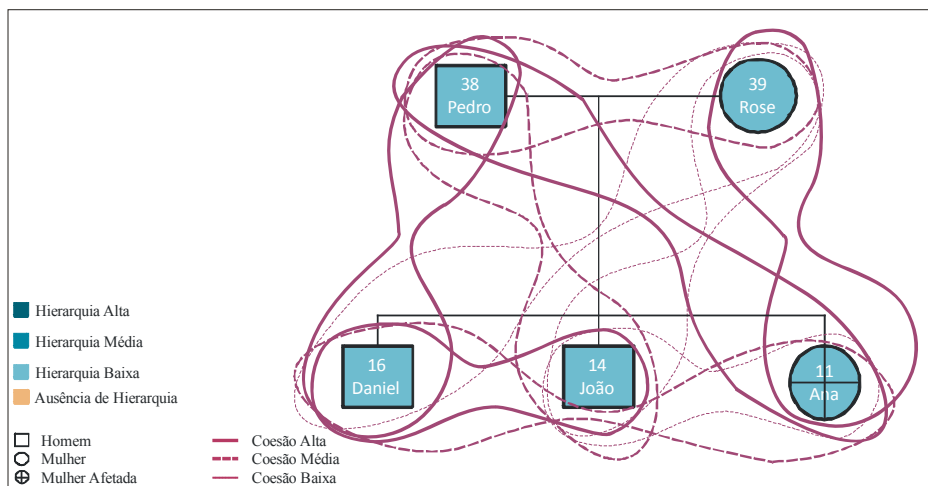 38
Pedro
39
Rose
16
Daniel
14
João
11
Ana
Hierarquia Alta
Hierarquia Média
Hierarquia Baixa
Ausência de Hierarquia
Homem
Mulher
Mulher Afetada
Coesão Alta
Coesão Média
Coesão Baixa